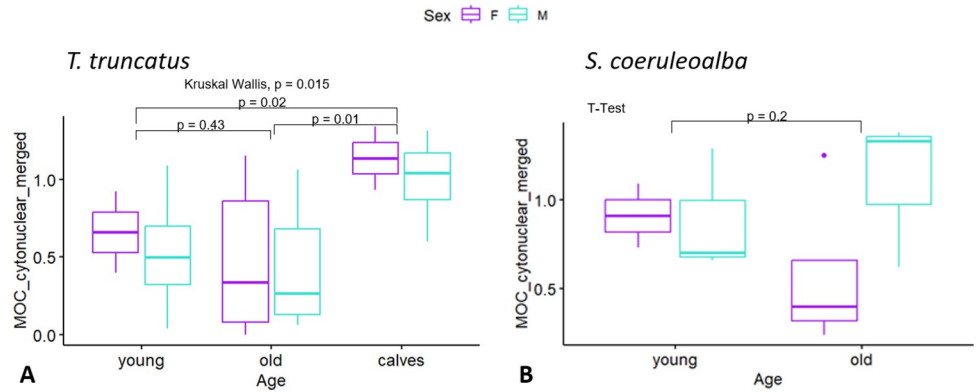 Sex F M
T. truncatus
Kruskal Wallis, p = 0.015
p = 0.02
p = 0.43
p = 0.01
MOC_cytonuclear_merged
1.0
0.5
0.0
young old calves
Age
A
S. coeruleoalba
T-Test
p = 0.2
MOC_cytonuclear_merged
1.0
0.5
young old
Age
B